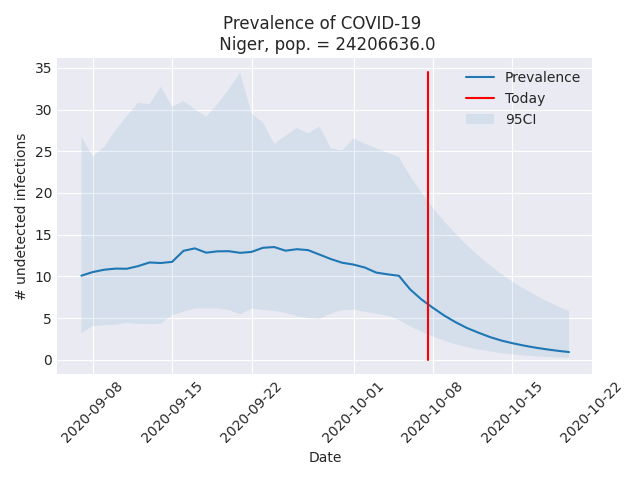 Prevalence of COVID-19
Niger, pop. = 24206636.0
35
30
25
20
15
10
5
0
# undetected infections
Prevalence
Today
95CI
2020-09-08
2020-09-15
2020-09-22
2020-10-01
2020-10-08
2020-10-15
2020-10-22
Date